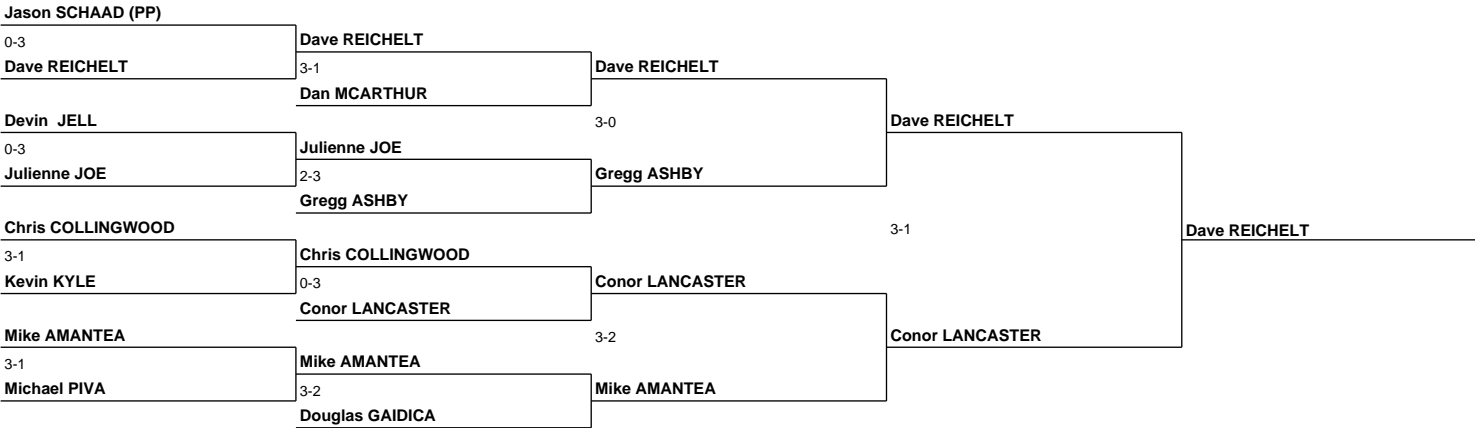 Jason SCHAAD (PP)
0-3
Dave REICHELT
Devin  JELL
0-3
Julienne JOE
Chris COLLINGWOOD
3-1
Kevin KYLE
Mike AMANTEA
3-1
Michael PIVA
Dave REICHELT
3-1
Dan MCARTHUR
Julienne JOE
2-3
Gregg ASHBY
Chris COLLINGWOOD
0-3
Conor LANCASTER
Mike AMANTEA
3-2
Douglas GAIDICA
Dave REICHELT
3-0
Gregg ASHBY
Conor LANCASTER
3-2
Mike AMANTEA
Dave REICHELT
3-1
Conor LANCASTER
Dave REICHELT